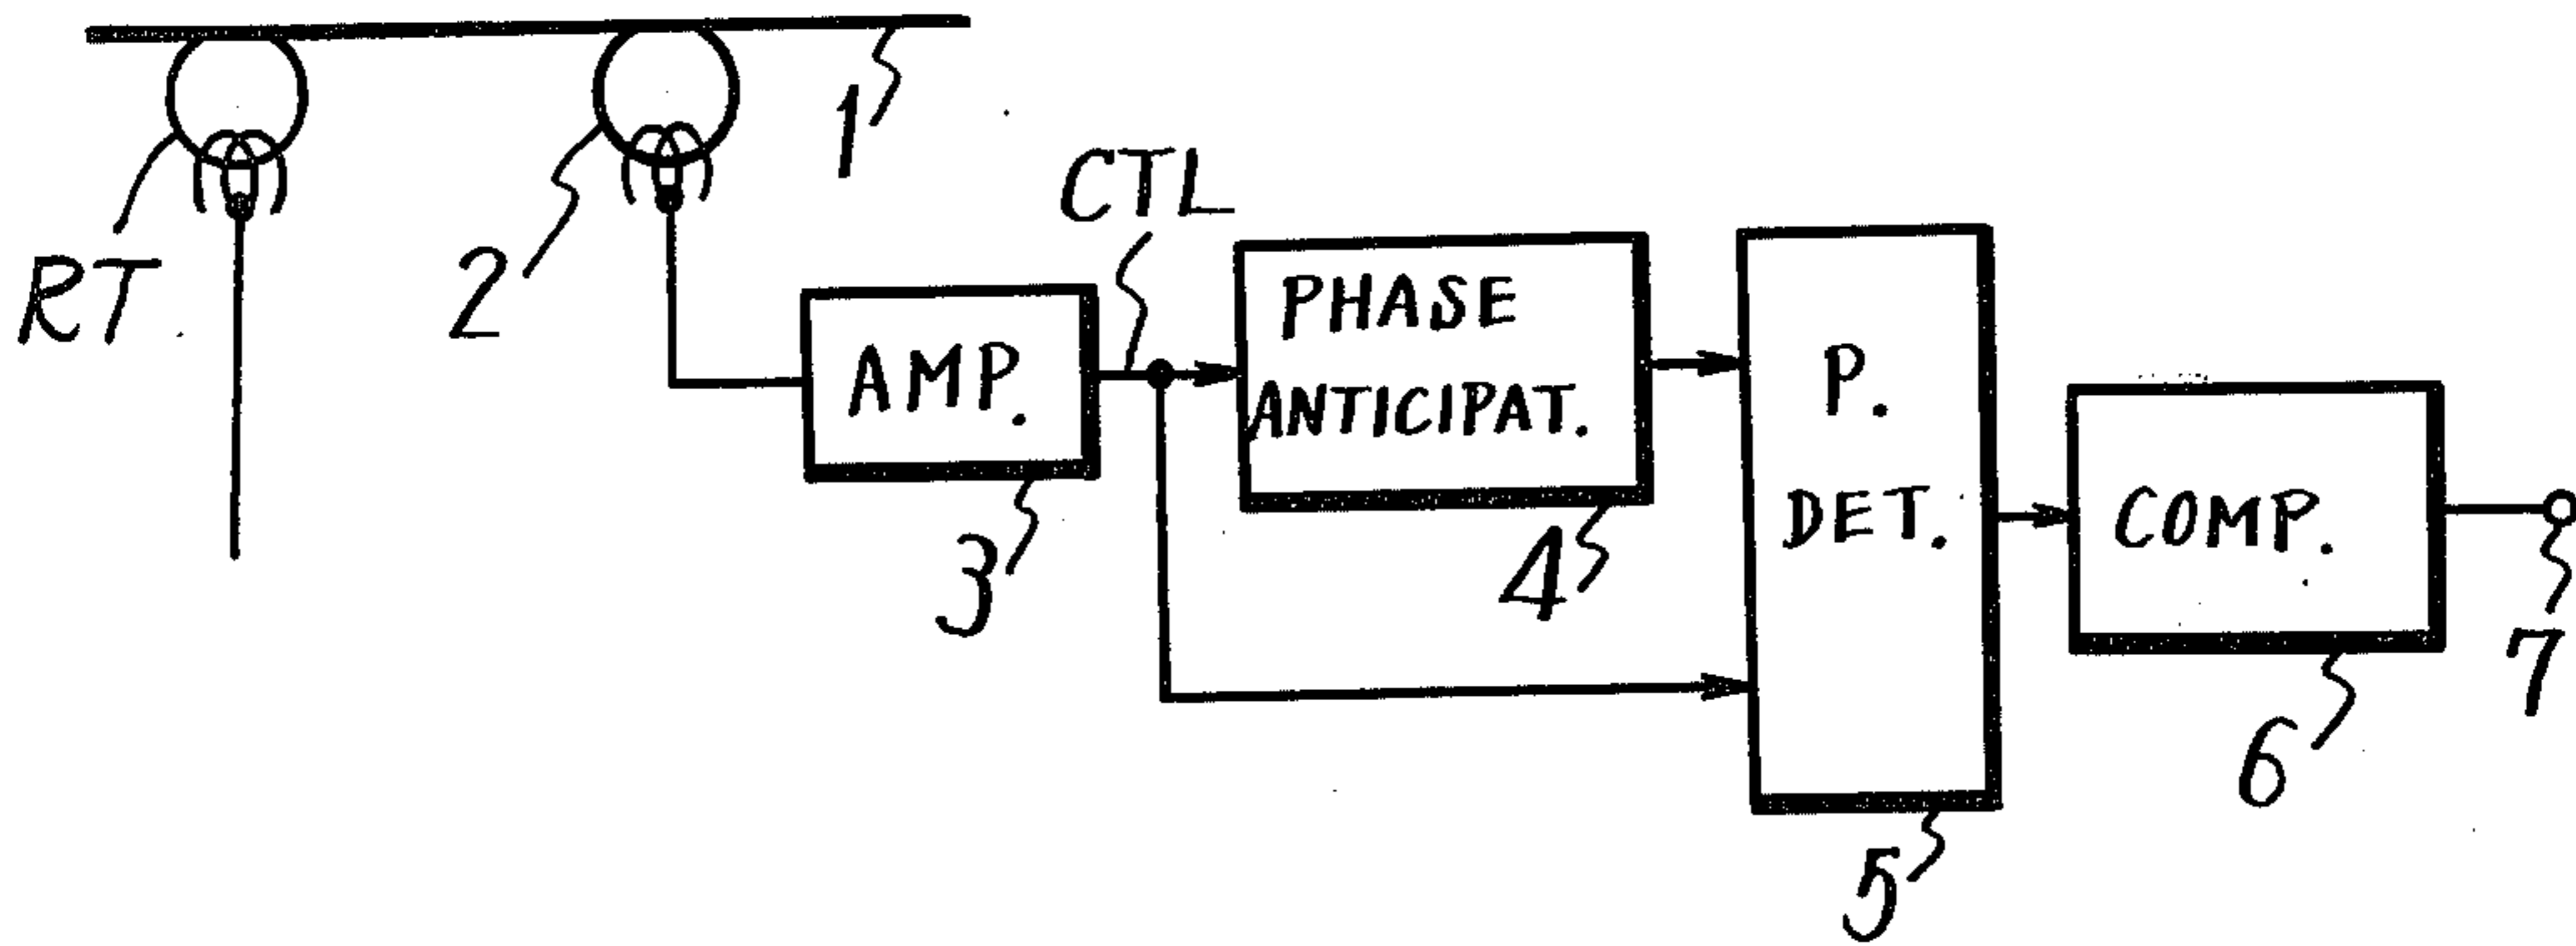 1
RT
2
CTL
AMP.
3
PHASE
ANTICIPAT.
4
P.
DET.
5
COMP.
6
7